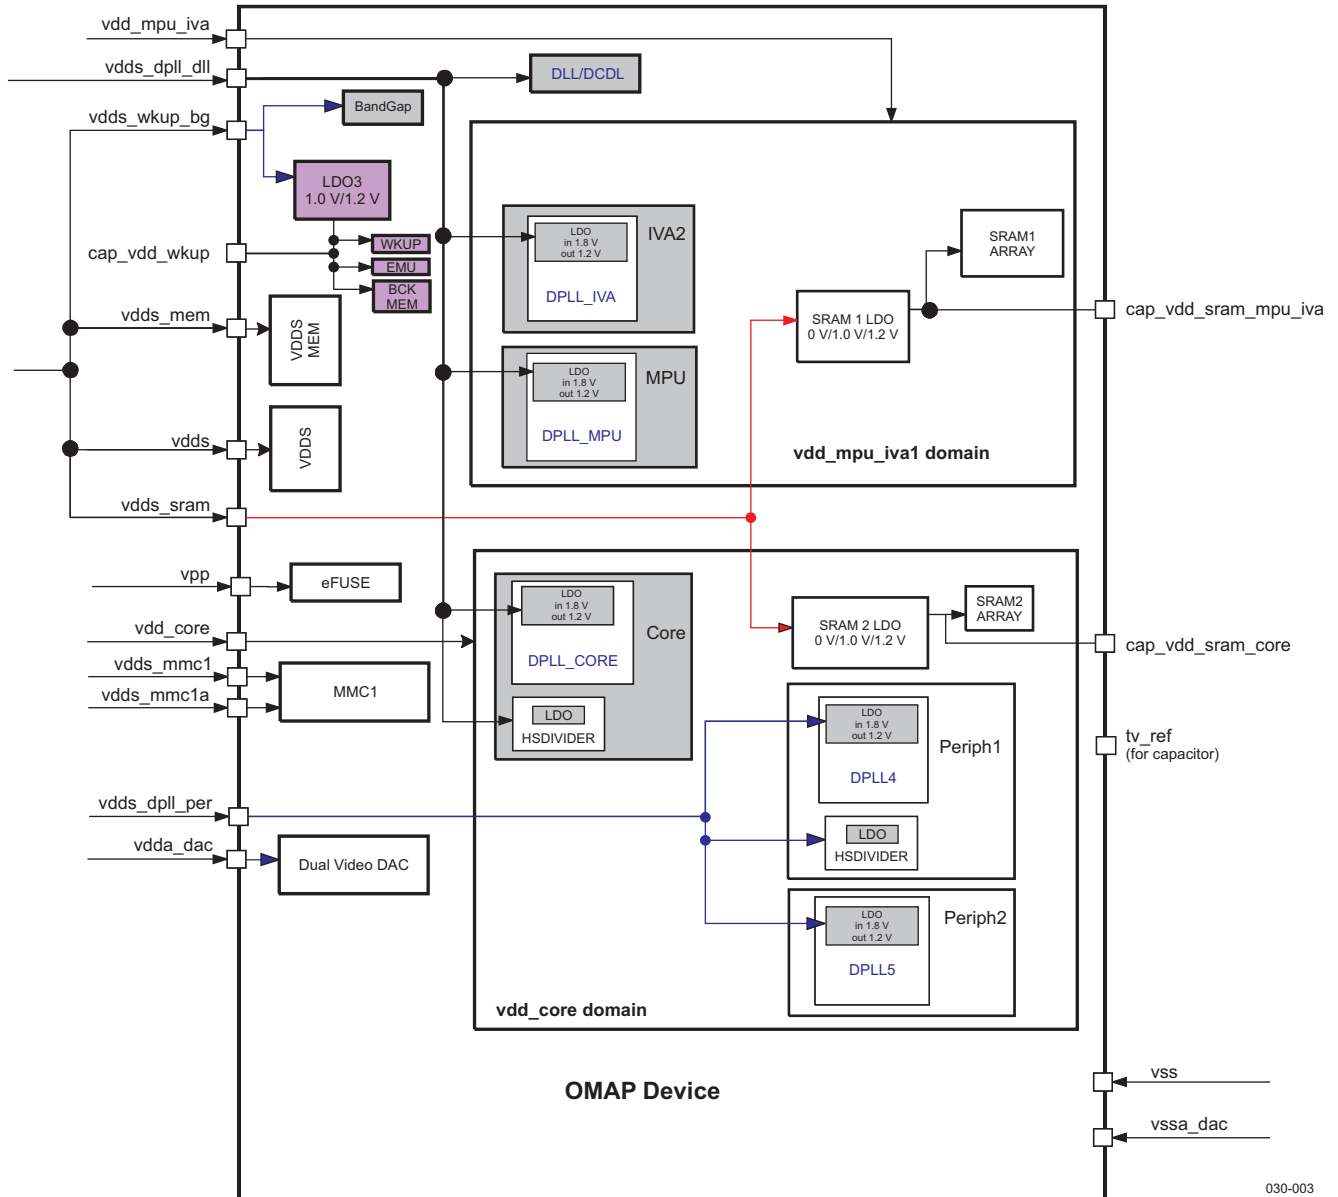 vdd_mpu_iva
vdds_dpll_dll
DLL/DCDL
BandGap
vdds_wkup_bg
LDO3
1.0 V/1.2 V
cap_vdd_wkup
WKUP
EMU
BCK
MEM
vdds_mem
VDDS
MEM
vdds
VDDS
vdds_sram
LDO
in 1.8 V
out 1.2 V
IVA2
DPLL_IVA
LDO
in 1.8 V
out 1.2 V
MPU
DPLL_MPU
SRAM1
ARRAY
SRAM 1 LDO
0 V/1.0 V/1.2 V
cap_vdd_sram_mpu_iva
vdd_mpu_iva1 domain
vpp
eFUSE
vdd_core
vdds_mmc1
vdds_mmc1a
MMC1
LDO
in 1.8 V
out 1.2 V
Core
DPLL_CORE
LDO
HSDIVIDER
SRAM2
ARRAY
SRAM 2 LDO
0 V/1.0 V/1.2 V
cap_vdd_sram_core
LDO
in 1.8 V
out 1.2 V
Periph1
DPLL4
tv_ref
(for capacitor)
vdds_dpll_per
LDO
HSDIVIDER
vdda_dac
Dual Video DAC
LDO
in 1.8 V
out 1.2 V
Periph2
DPLL5
vdd_core domain
OMAP Device
vss
vssa_dac
030-003